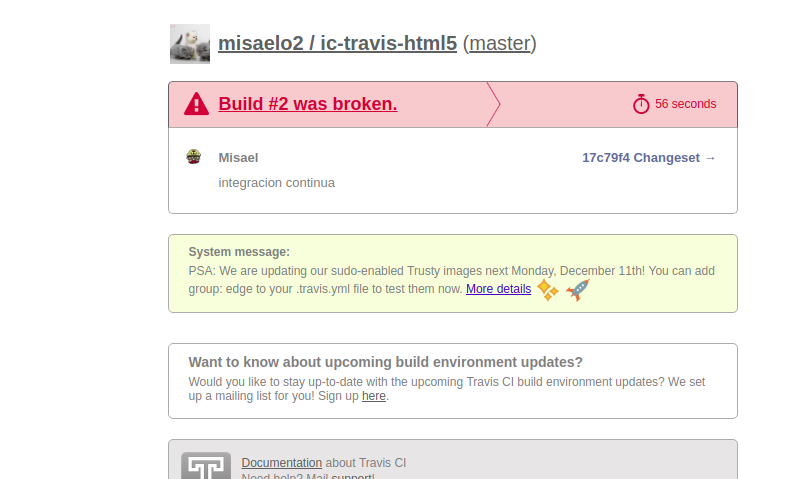 misaelo2 / ic-travis-html5 (master)
Build #2 was broken.
56 seconds
Misael
17c79f4 Changeset →
integracion continua
System message:
PSA: We are updating our sudo-enabled Trusty images next Monday, December 11th! You can add
group: edge to your .travis.yml file to test them now. More details
Want to know about upcoming build environment updates?
Would you like to stay up-to-date with the upcoming Travis CI build environment updates? We set
up a mailing list for you! Sign up here.
Documentation about Travis CI
Need help? Mail support!